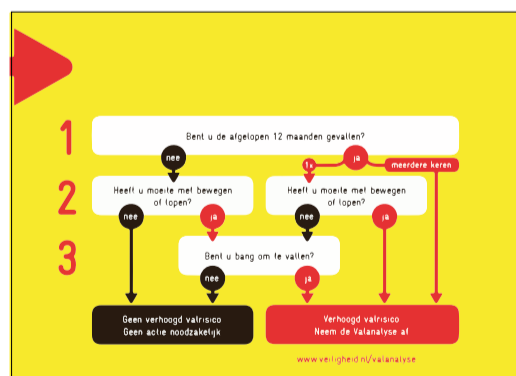 1
Bent u de afgelopen 12 maanden gevallen?
nee
ja
1x
meerdere keren
2
Heeft u moeite met bewegen
of lopen?
nee
ja
Heeft u moeite met bewegen
of lopen?
nee
ja
3
Bent u bang om te vallen?
nee
ja
Geen verhoogd valrisico
Geen actie noodzakelijk
Verhoogd valrisico
Neem de Valanalyse af
www.veiligheid.nl/valanalyse